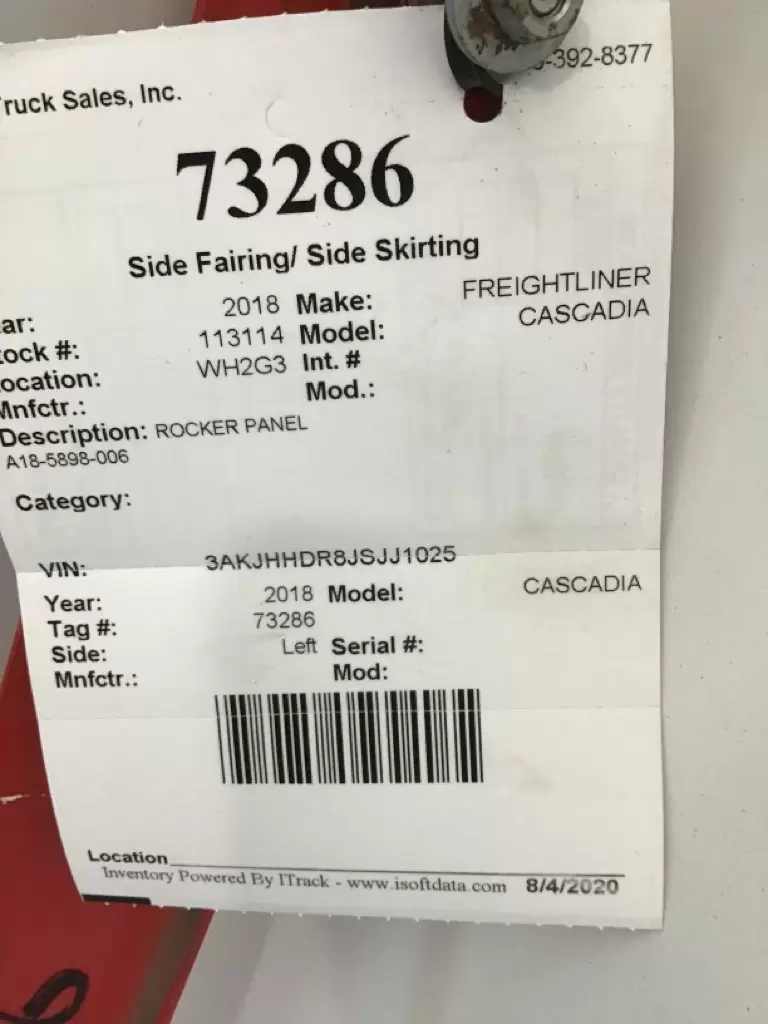 ruck Sales, Inc.
-392-8377
73286
Side Fairing/ Side Skirting
ar: 2018 Make: FREIGHTLINER
tock #: 113114 Model: CASCADIA
ocation: WH2G3 Int. #
Mnfctr.: Mod.:
Description: ROCKER PANEL
A18-5898-006
Category:
VIN: 3AKJHHDR8JSJJ1025
Year: 2018 Model: CASCADIA
Tag #: 73286
Side: Left Serial #:
Mnfctr.: Mod:
Location
Inventory Powered By ITrack - www.isoftdata.com 8/4/2020